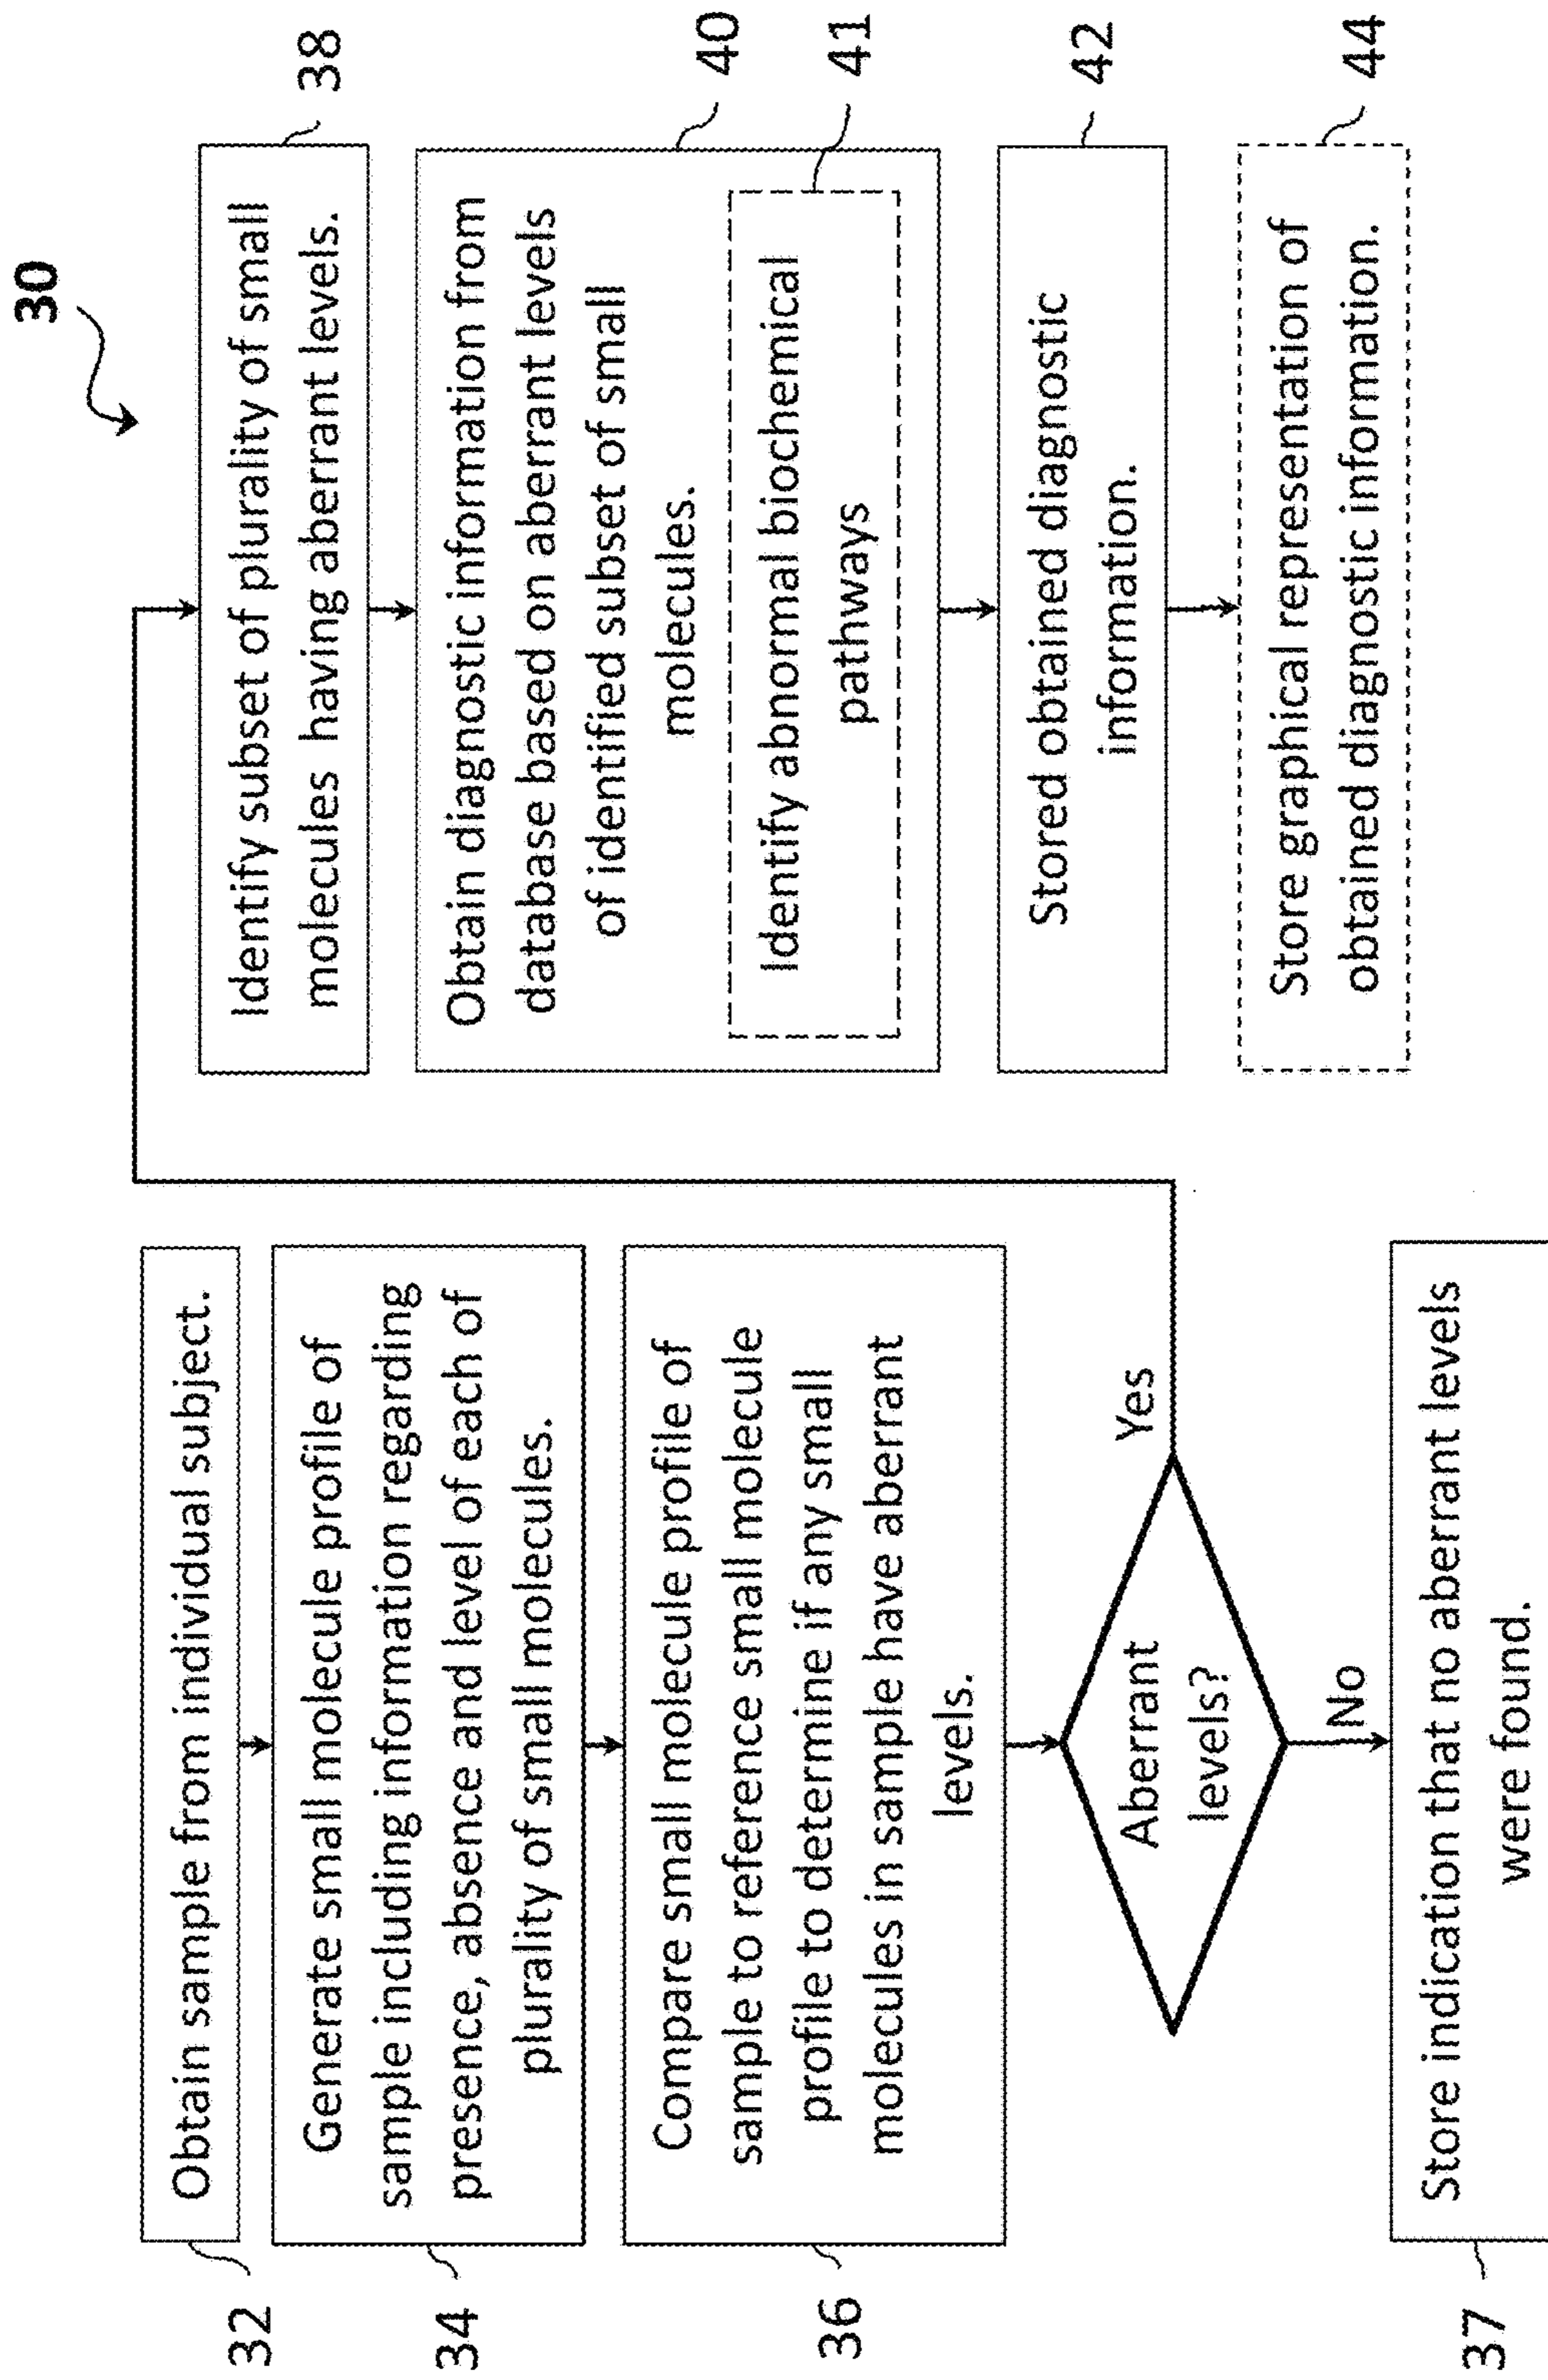 30
32
Obtain sample from individual subject.
34
Generate small molecule profile of
sample including information regarding
presence, absence and level of each of
plurality of small molecules.
36
Compare small molecule profile of
sample to reference small molecule
profile to determine if any small
molecules in sample have aberrant
levels.
Aberrant
levels?
Yes
No
37
Store indication that no aberrant levels
were found.
Identify subset of plurality of small
molecules having aberrant levels.
38
Obtain diagnostic information from
database based on aberrant levels
of identified subset of small
molecules.
40
Identify abnormal biochemical
pathways
41
Stored obtained diagnostic
information.
42
Store graphical representation of
obtained diagnostic information.
44